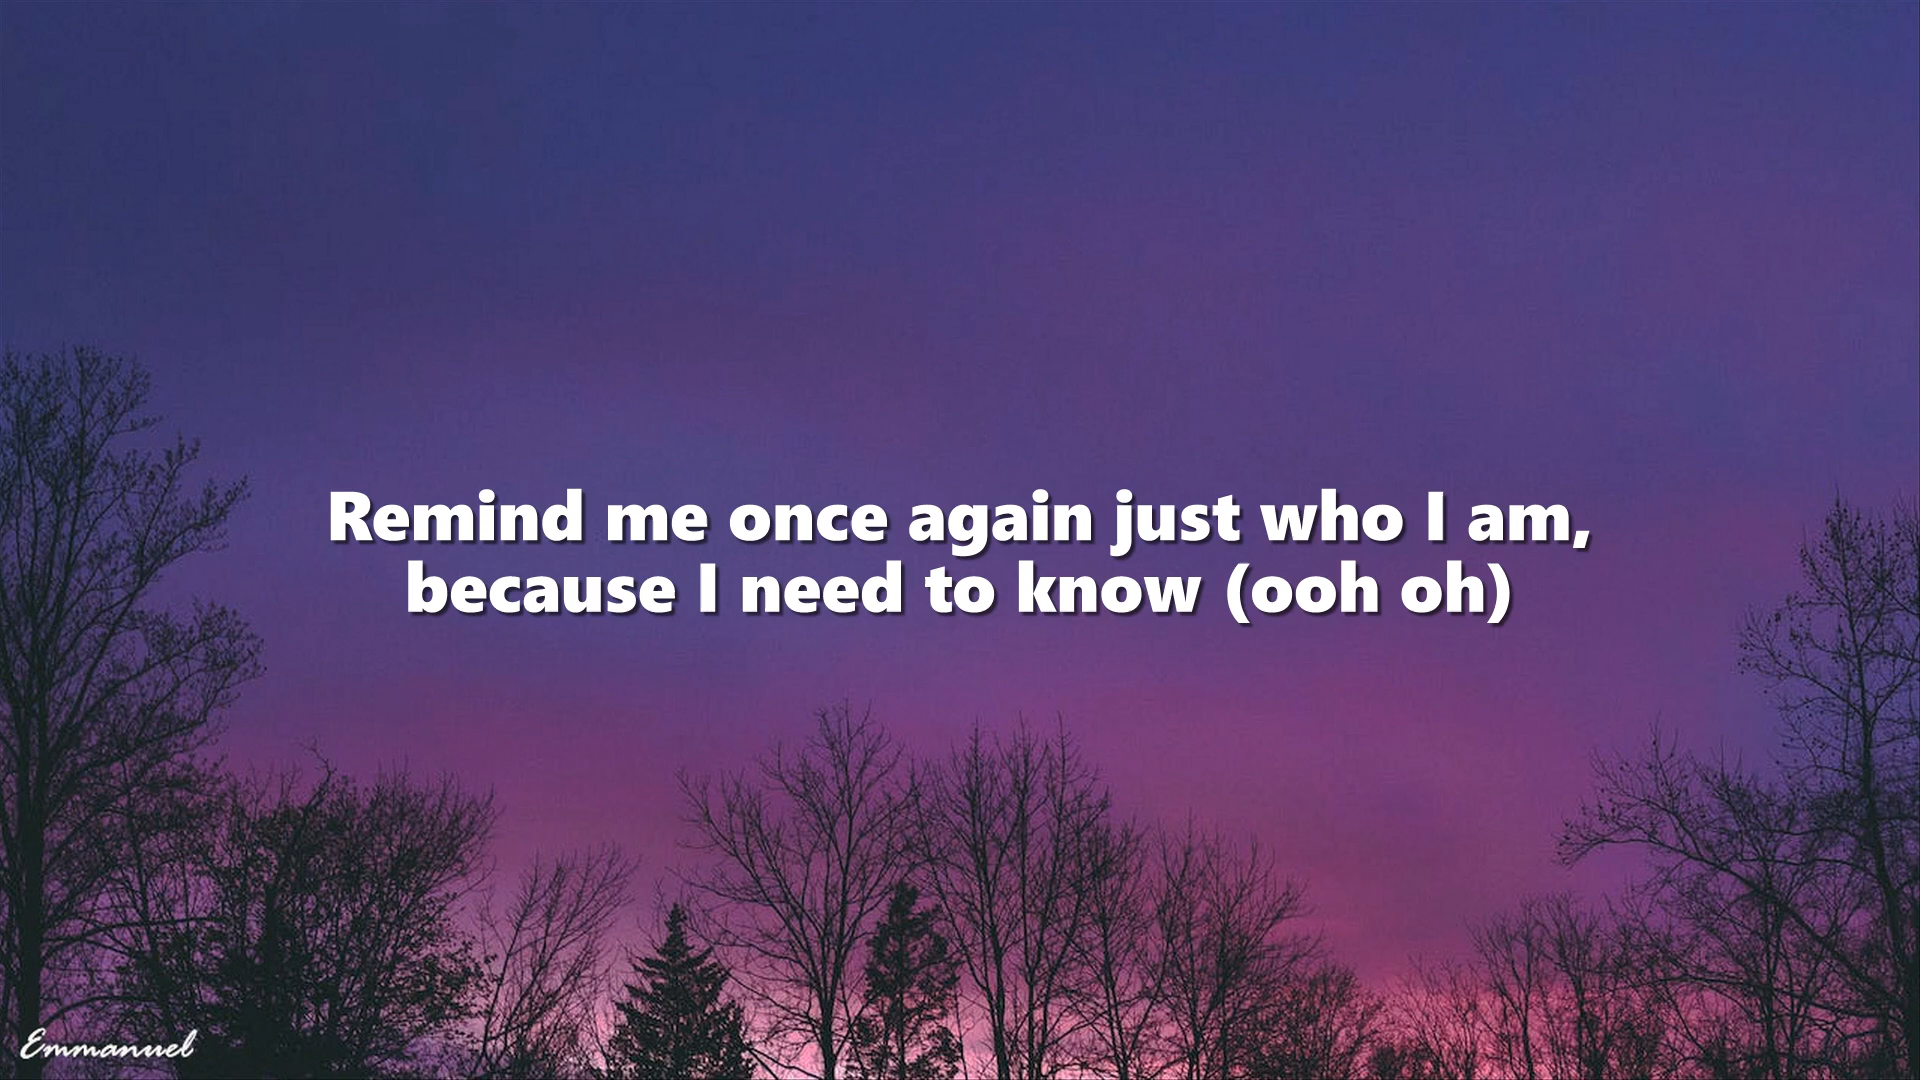 Remind me once again just who I am,
because I need to know (ooh oh)
Emmanuel